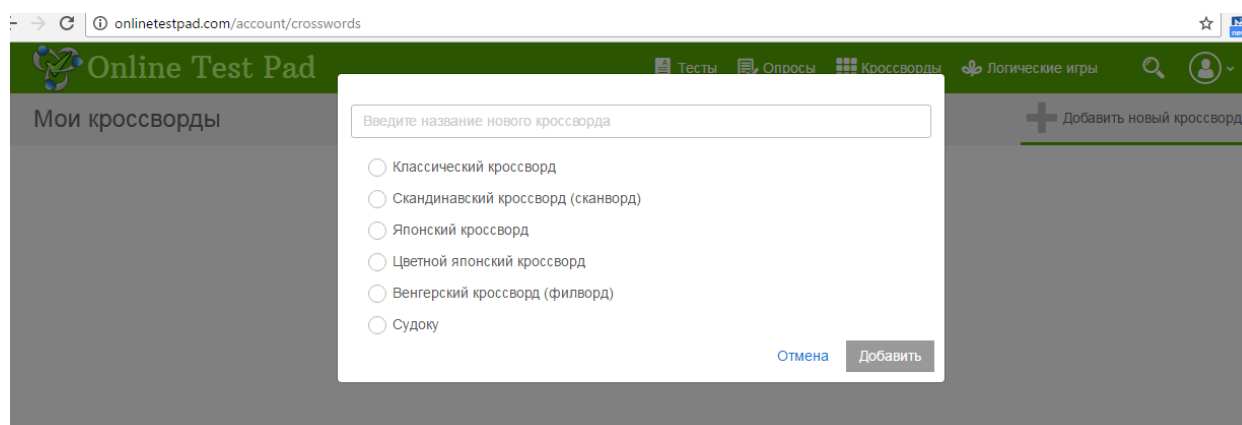 onlinetestpad.com/account/crosswords
Online Test Pad
Тесты
Опросы
Кроссворды
Логические игры
Мои кроссворды
Добавить новый кроссворд
Введите название нового кроссворда
Классический кроссворд
Скандинавский кроссворд (сканворд)
Японский кроссворд
Цветной японский кроссворд
Венгерский кроссворд (филворд)
Судоку
Отмена
Добавить